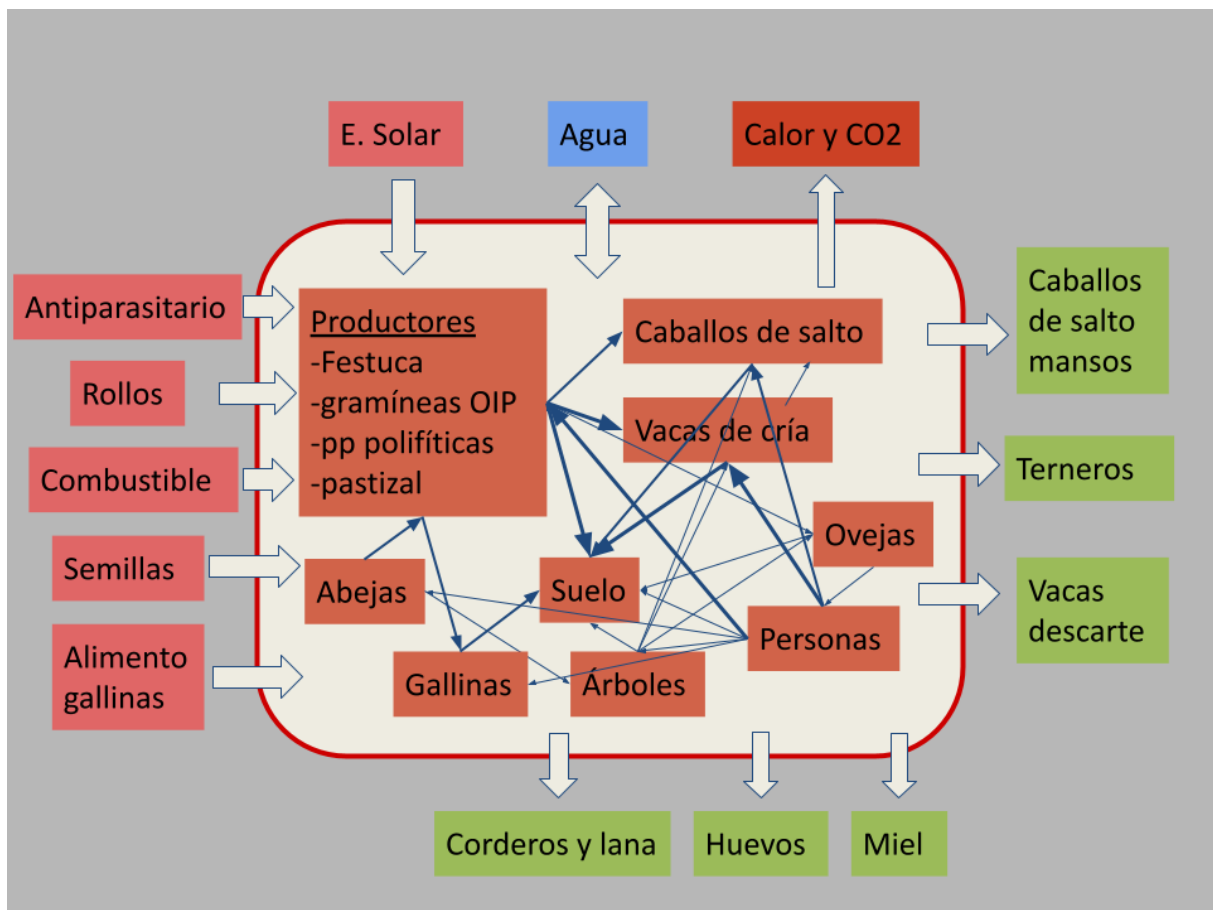 E. Solar
Agua
Calor y CO2
Antiparasitario
Rollos
Combustible
Semillas
Alimento
gallinas
Productores
-Festuca
-gramíneas OIP
-pp polifíticas
-pastizal
Caballos de salto
Vacas de cría
Ovejas
Abejas
Suelo
Personas
Gallinas
Árboles
Caballos
de salto
mansos
Terneros
Vacas
descarte
Corderos y lana
Huevos
Miel